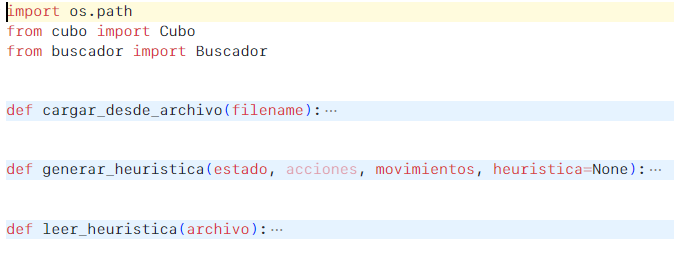 import os.path
from cubo import Cubo
from buscador import Buscador
def cargar_desde_archivo(filename):···
def generar_heuristica(estado, acciones, movimientos, heuristica=None):···
def leer_heuristica(archivo):···